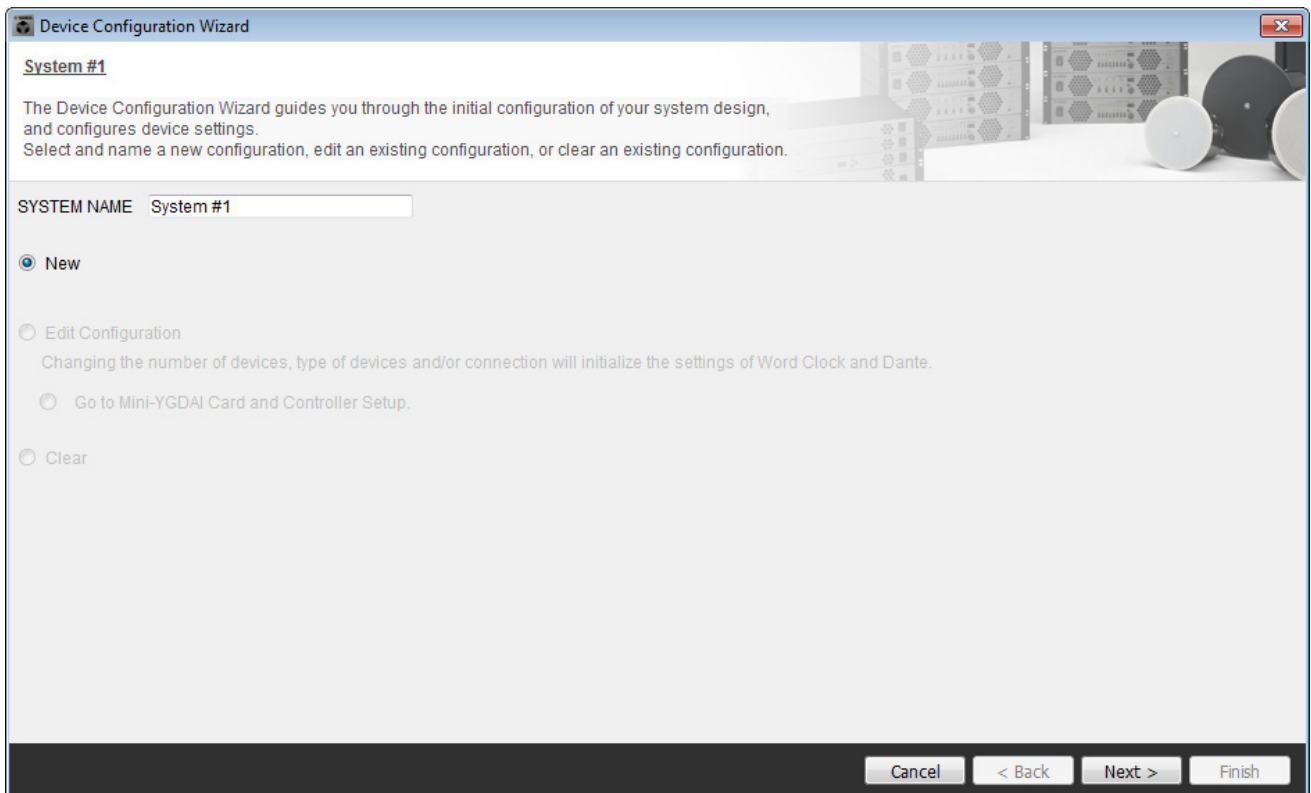 Device Configuration Wizard
System #1
The Device Configuration Wizard guides you through the initial configuration of your system design,
and configures device settings.
Select and name a new configuration, edit an existing configuration, or clear an existing configuration.
SYSTEM NAME System #1
New
Edit Configuration
Changing the number of devices, type of devices and/or connection will initialize the settings of Word Clock and Dante.
Go to Mini-YGDAI Card and Controller Setup.
Clear
Cancel < Back Next > Finish